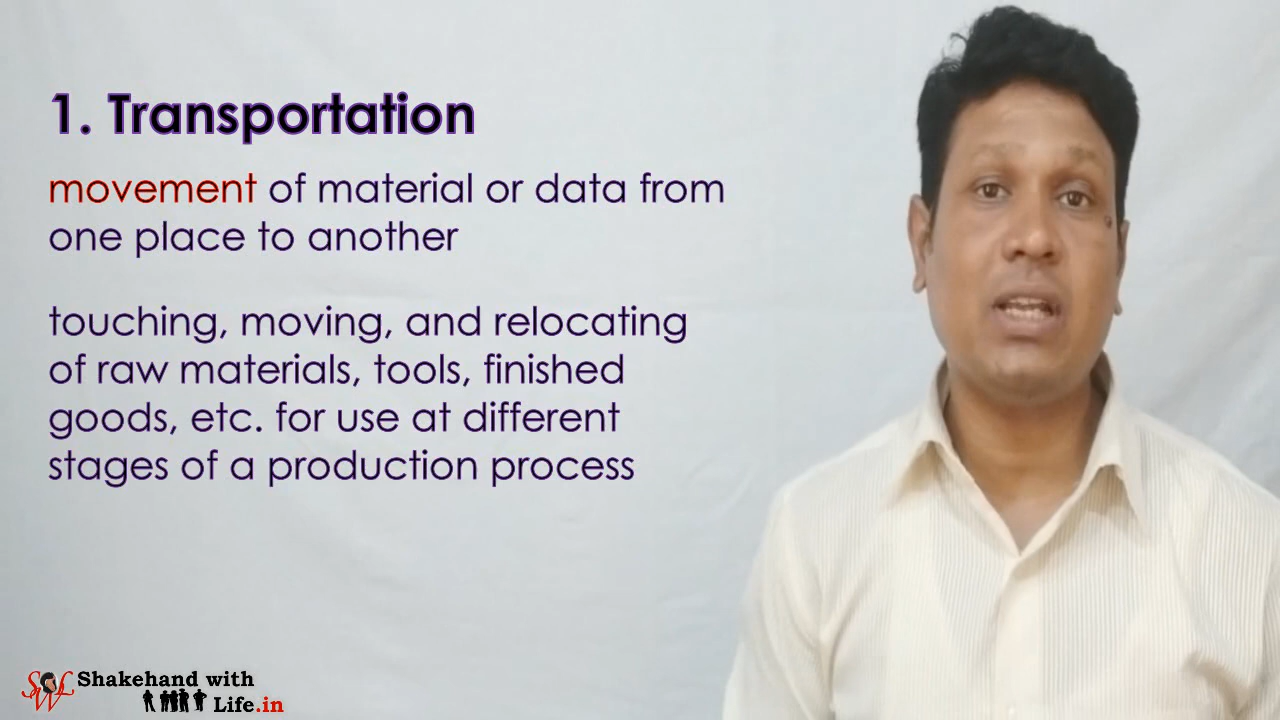 1. Transportation
movement of material or data from
one place to another
touching, moving, and relocating
of raw materials, tools, finished
goods, etc. for use at different
stages of a production process
SWL Shakehand with
Life.in